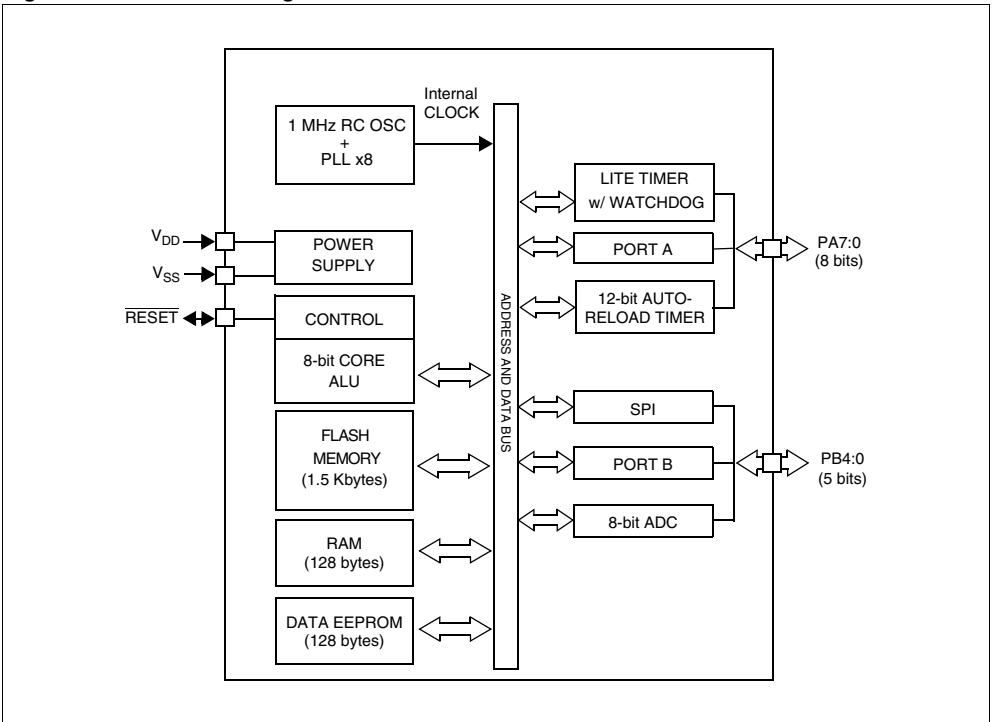 Internal
CLOCK
1 MHz RC OSC
+
PLL x8
LITE TIMER
w/ WATCHDOG
VDD
VSS
POWER
SUPPLY
PORT A
PA7:0
(8 bits)
RESET
CONTROL
12-bit AUTO-
RELOAD TIMER
8-bit CORE
ALU
ADDRESS AND DATA BUS
SPI
FLASH
MEMORY
(1.5 Kbytes)
PORT B
PB4:0
(5 bits)
8-bit ADC
RAM
(128 bytes)
DATA EEPROM
(128 bytes)